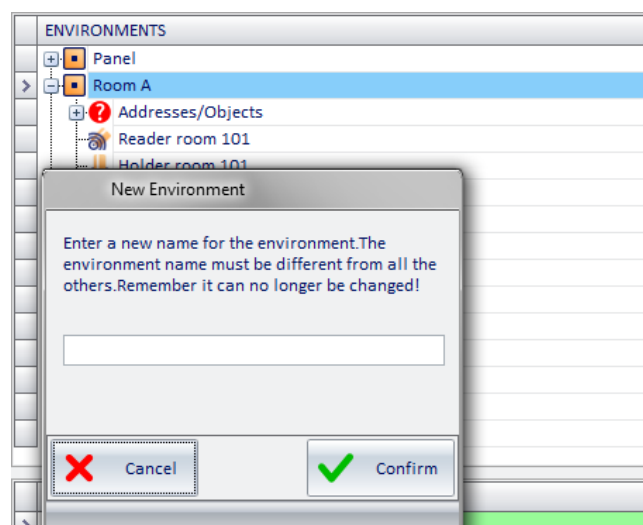 ENVIRONMENTS
Panel
Room A
Addresses/Objects
Reader room 101
Holder room 101
New Environment
Enter a new name for the environment.The
environment name must be different from all the
others.Remember it can no longer be changed!
Cancel
Confirm